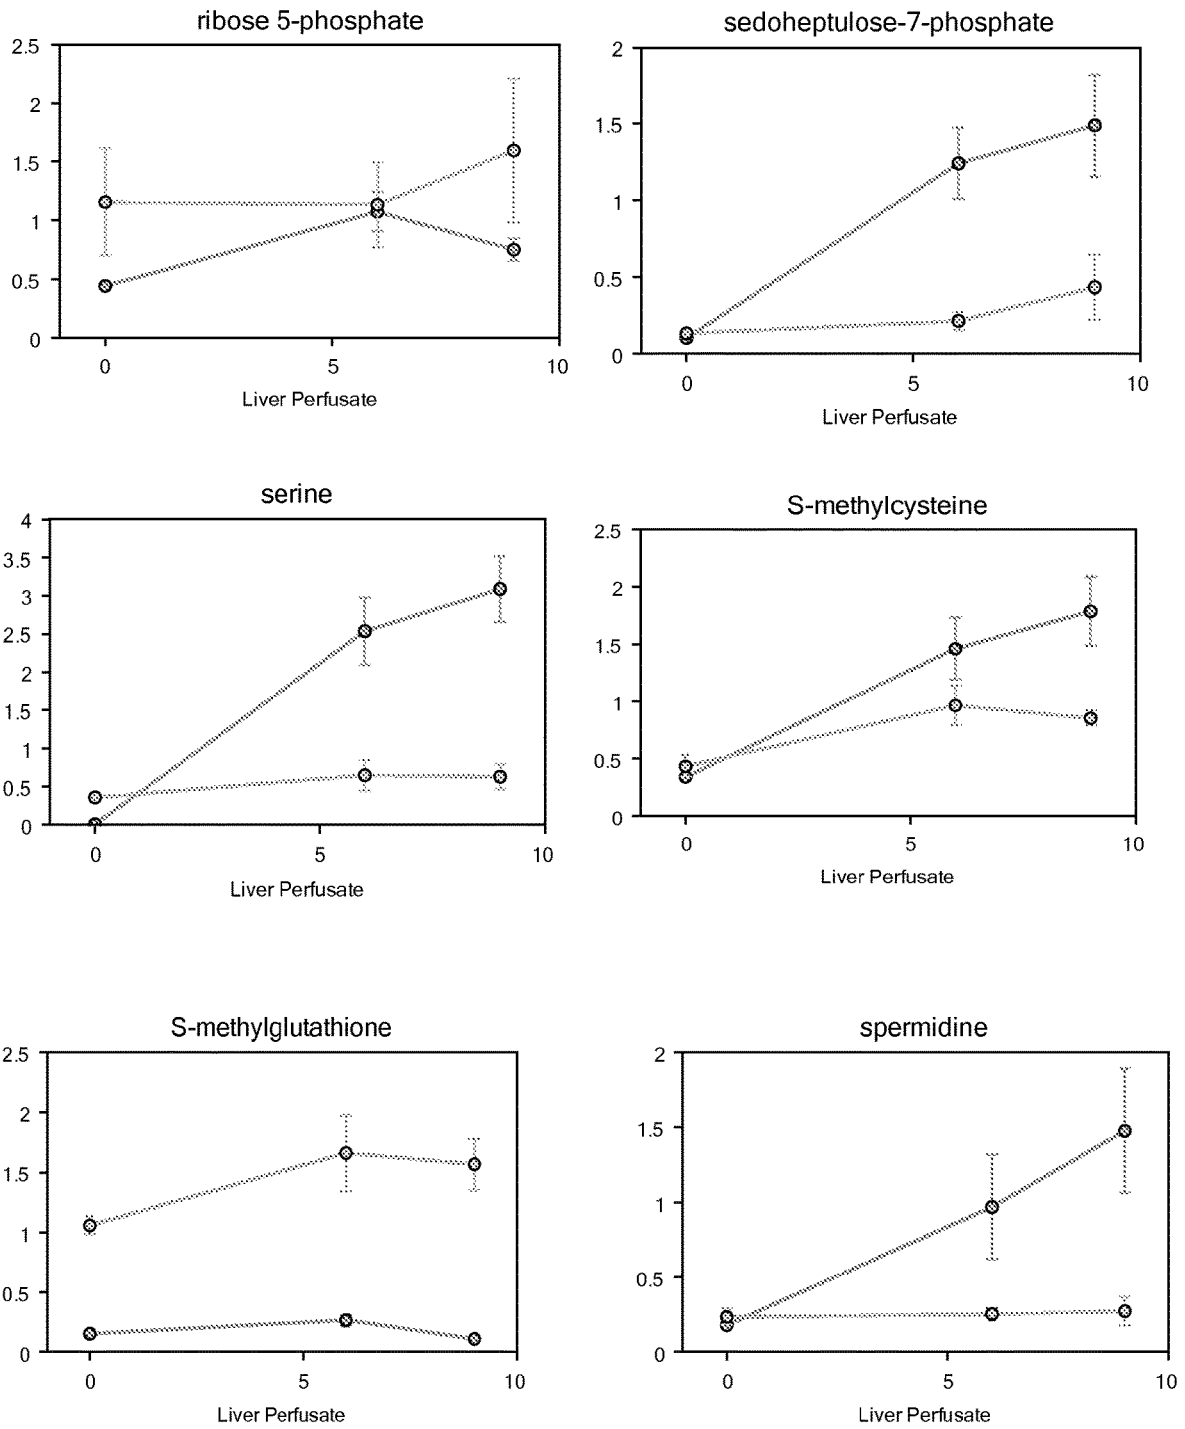 ribose 5-phosphate
2.5
2
1.5
1
0.5
0
0 5 10
Liver Perfusate
sedoheptulose-7-phosphate
2
1.5
1
0.5
0
0 5 10
Liver Perfusate
serine
4
3.5
3
2.5
2
1.5
1
0.5
0
0 5 10
Liver Perfusate
S-methylcysteine
2.5
2
1.5
1
0.5
0
0 5 10
Liver Perfusate
S-methylglutathione
2.5
2
1.5
1
0.5
0
0 5 10
Liver Perfusate
spermidine
2
1.5
1
0.5
0
0 5 10
Liver Perfusate